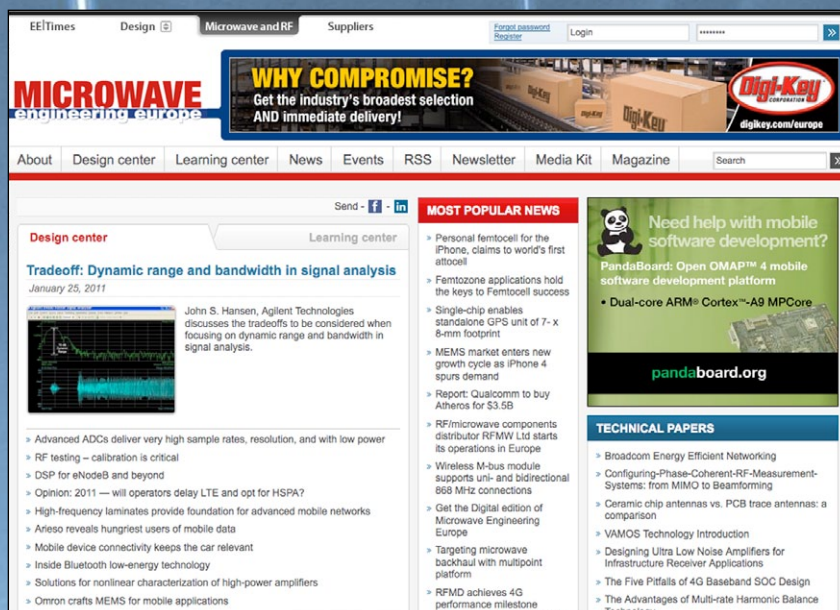 EE|Times
Design
Microwave and RF
Suppliers
Forgot password
Register
Login
MICROWAVE
engineering europe
WHY COMPROMISE?
Get the industry's broadest selection
AND immediate delivery!
Digi-Key
Digi-Key
CORPORATION
digikey.com/europe
About
Design center
Learning center
News
Events
RSS
Newsletter
Media Kit
Magazine
Search
Send - f - in
Design center
Learning center
Tradeoff: Dynamic range and bandwidth in signal analysis
January 25, 2011
John S. Hansen, Agilent Technologies
discusses the tradeoffs to be considered when
focusing on dynamic range and bandwidth in
signal analysis.
» Advanced ADCs deliver very high sample rates, resolution, and with low power
» RF testing – calibration is critical
» DSP for eNodeB and beyond
» Opinion: 2011 — will operators delay LTE and opt for HSPA?
» High-frequency laminates provide foundation for advanced mobile networks
» Arieso reveals hungriest users of mobile data
» Mobile device connectivity keeps the car relevant
» Inside Bluetooth low-energy technology
» Solutions for nonlinear characterization of high-power amplifiers
» Omron crafts MEMS for mobile applications
MOST POPULAR NEWS
» Personal femtocell for the
iPhone, claims to world's first
attocell
» Femtozone applications hold
the keys to Femtocell success
» Single-chip enables
standalone GPS unit of 7- x
8-mm footprint
» MEMS market enters new
growth cycle as iPhone 4
spurs demand
» Report: Qualcomm to buy
Atheros for $3.5B
» RF/microwave components
distributor RFMW Ltd starts
its operations in Europe
» Wireless M-bus module
supports uni- and bidirectional
868 MHz connections
» Get the Digital edition of
Microwave Engineering
Europe
» Targeting microwave
backhaul with multipoint
platform
» RFMD achieves 4G
performance milestone
Need help with mobile
software development?
PandaBoard: Open OMAP™ 4 mobile
software development platform
• Dual-core ARM® Cortex™-A9 MPCore
pandaboard.org
TECHNICAL PAPERS
» Broadcom Energy Efficient Networking
» Configuring-Phase-Coherent-RF-Measurement-
Systems: from MIMO to Beamforming
» Ceramic chip antennas vs. PCB trace antennas: a
comparison
» VAMOS Technology Introduction
» Designing Ultra Low Noise Amplifiers for
Infrastructure Receiver Applications
» The Five Pitfalls of 4G Baseband SOC Design
» The Advantages of Multi-rate Harmonic Balance